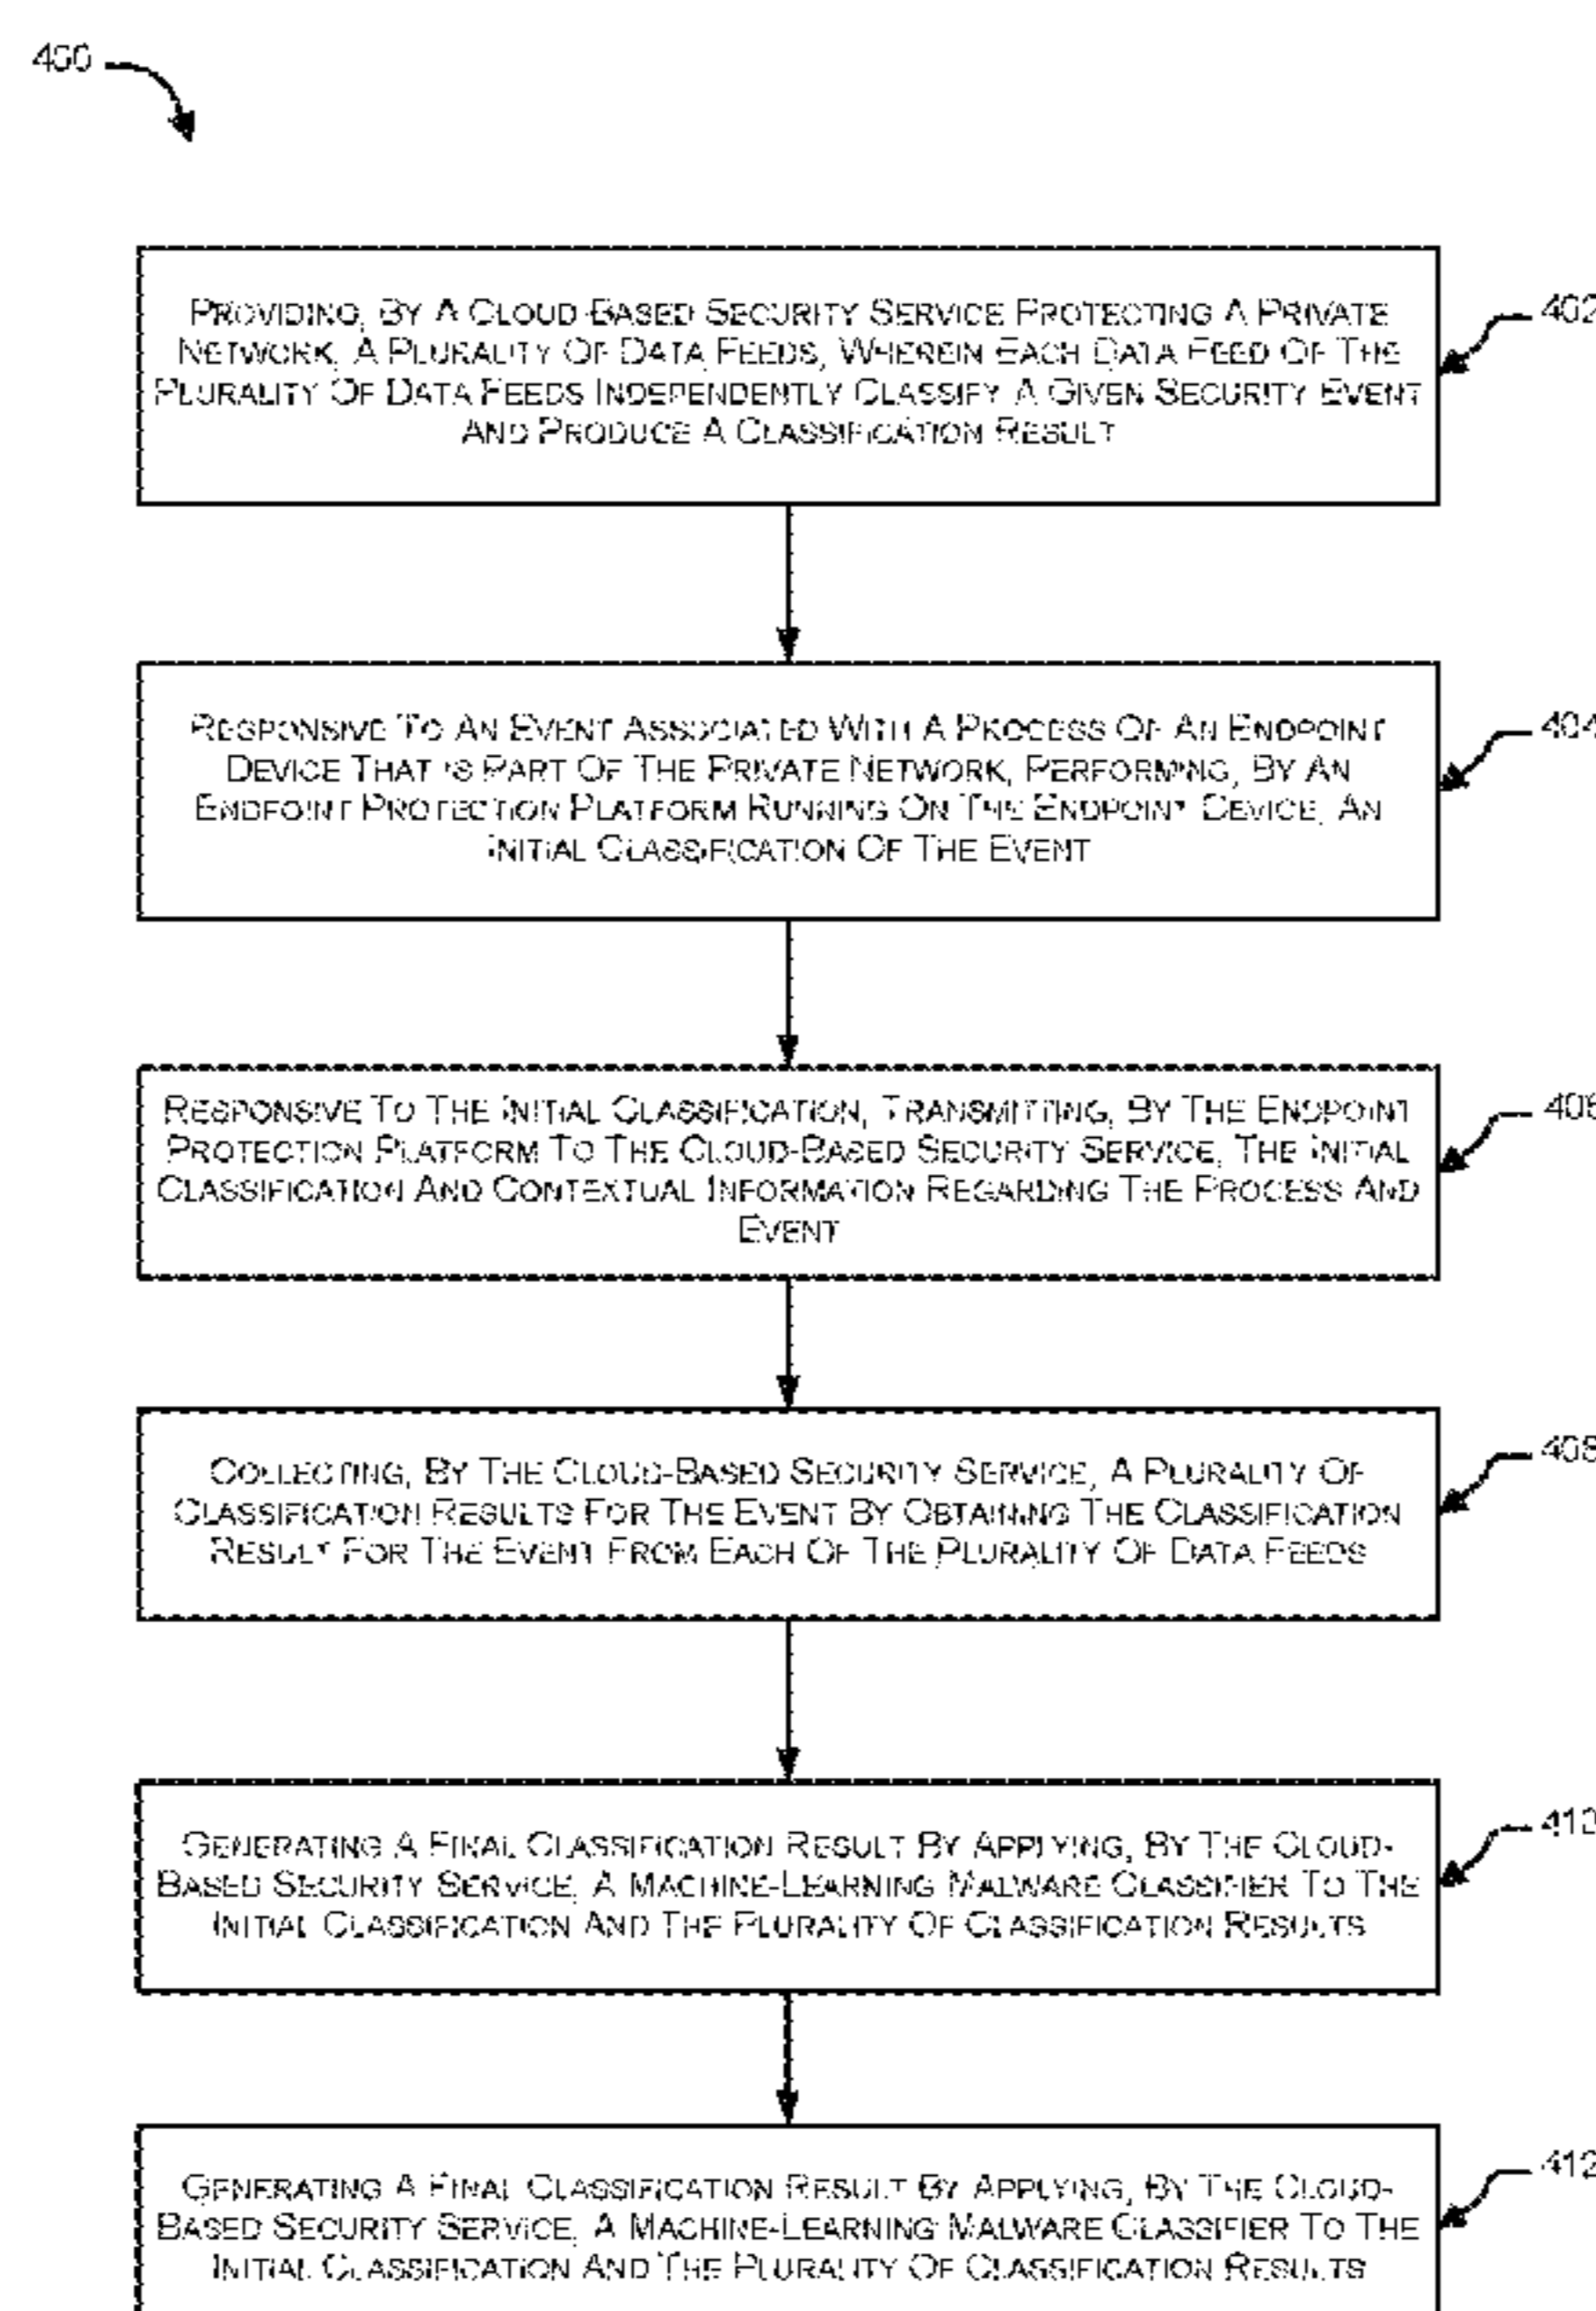 400
PROVIDING, BY A CLOUD-BASED SECURITY SERVICE PROTECTING A PRIVATE
NETWORK, A PLURALITY OF DATA FEEDS, WHEREIN EACH DATA FEED OF THE
PLURALITY OF DATA FEEDS INDEPENDENTLY CLASSIFY A GIVEN SECURITY EVENT
AND PRODUCE A CLASSIFICATION RESULT
402
RESPONSIVE TO AN EVENT ASSOCIATED WITH A PROCESS OF AN ENDPOINT
DEVICE THAT IS PART OF THE PRIVATE NETWORK, PERFORMING, BY AN
ENDPOINT PROTECTION PLATFORM RUNNING ON THE ENDPOINT DEVICE, AN
INITIAL CLASSIFICATION OF THE EVENT
404
RESPONSIVE TO THE INITIAL CLASSIFICATION, TRANSMITTING, BY THE ENDPOINT
PROTECTION PLATFORM TO THE CLOUD-BASED SECURITY SERVICE, THE INITIAL
CLASSIFICATION AND CONTEXTUAL INFORMATION REGARDING THE PROCESS AND
EVENT
406
COLLECTING, BY THE CLOUD-BASED SECURITY SERVICE, A PLURALITY OF
CLASSIFICATION RESULTS FOR THE EVENT BY OBTAINING THE CLASSIFICATION
RESULT FOR THE EVENT FROM EACH OF THE PLURALITY OF DATA FEEDS
408
GENERATING A FINAL CLASSIFICATION RESULT BY APPLYING, BY THE CLOUD-
BASED SECURITY SERVICE, A MACHINE-LEARNING MALWARE CLASSIFIER TO THE
INITIAL CLASSIFICATION AND THE PLURALITY OF CLASSIFICATION RESULTS
410
GENERATING A FINAL CLASSIFICATION RESULT BY APPLYING, BY THE CLOUD-
BASED SECURITY SERVICE, A MACHINE-LEARNING MALWARE CLASSIFIER TO THE
INITIAL CLASSIFICATION AND THE PLURALITY OF CLASSIFICATION RESULTS
412